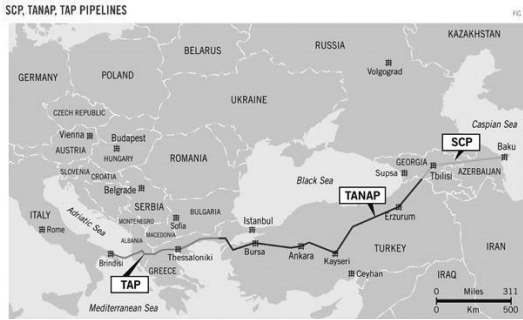 SCP, TANAP, TAP PIPELINES
FG
KAZAKHSTAN
RUSSIA
BELARUS
Volgograd
GERMANY
POLAND
UKRAINE
CZECH REPUBLIC
Vienna
Budapest
AUSTRIA
HUNGARY
Caspian Sea
SCP
Baku
SLOVENIA
CROATIA
ROMANIA
GEORGIA
Supsa
Tbilisi
AZERBAIJAN
Belgrade
Black Sea
TANAP
SERBIA
Erzurum
ITALY
Adriatic Sea
MONTENEGRO
Sofia
BULGARIA
Istanbul
Rome
ALBANIA
MACEDONIA
Bursa
Ankara
TURKEY
IRAN
Brindisi
Thessaloniki
Kayseri
TAP
GREECE
Ceyhan
IRAQ
Mediterranean Sea
0 Miles 311
0 Km 500